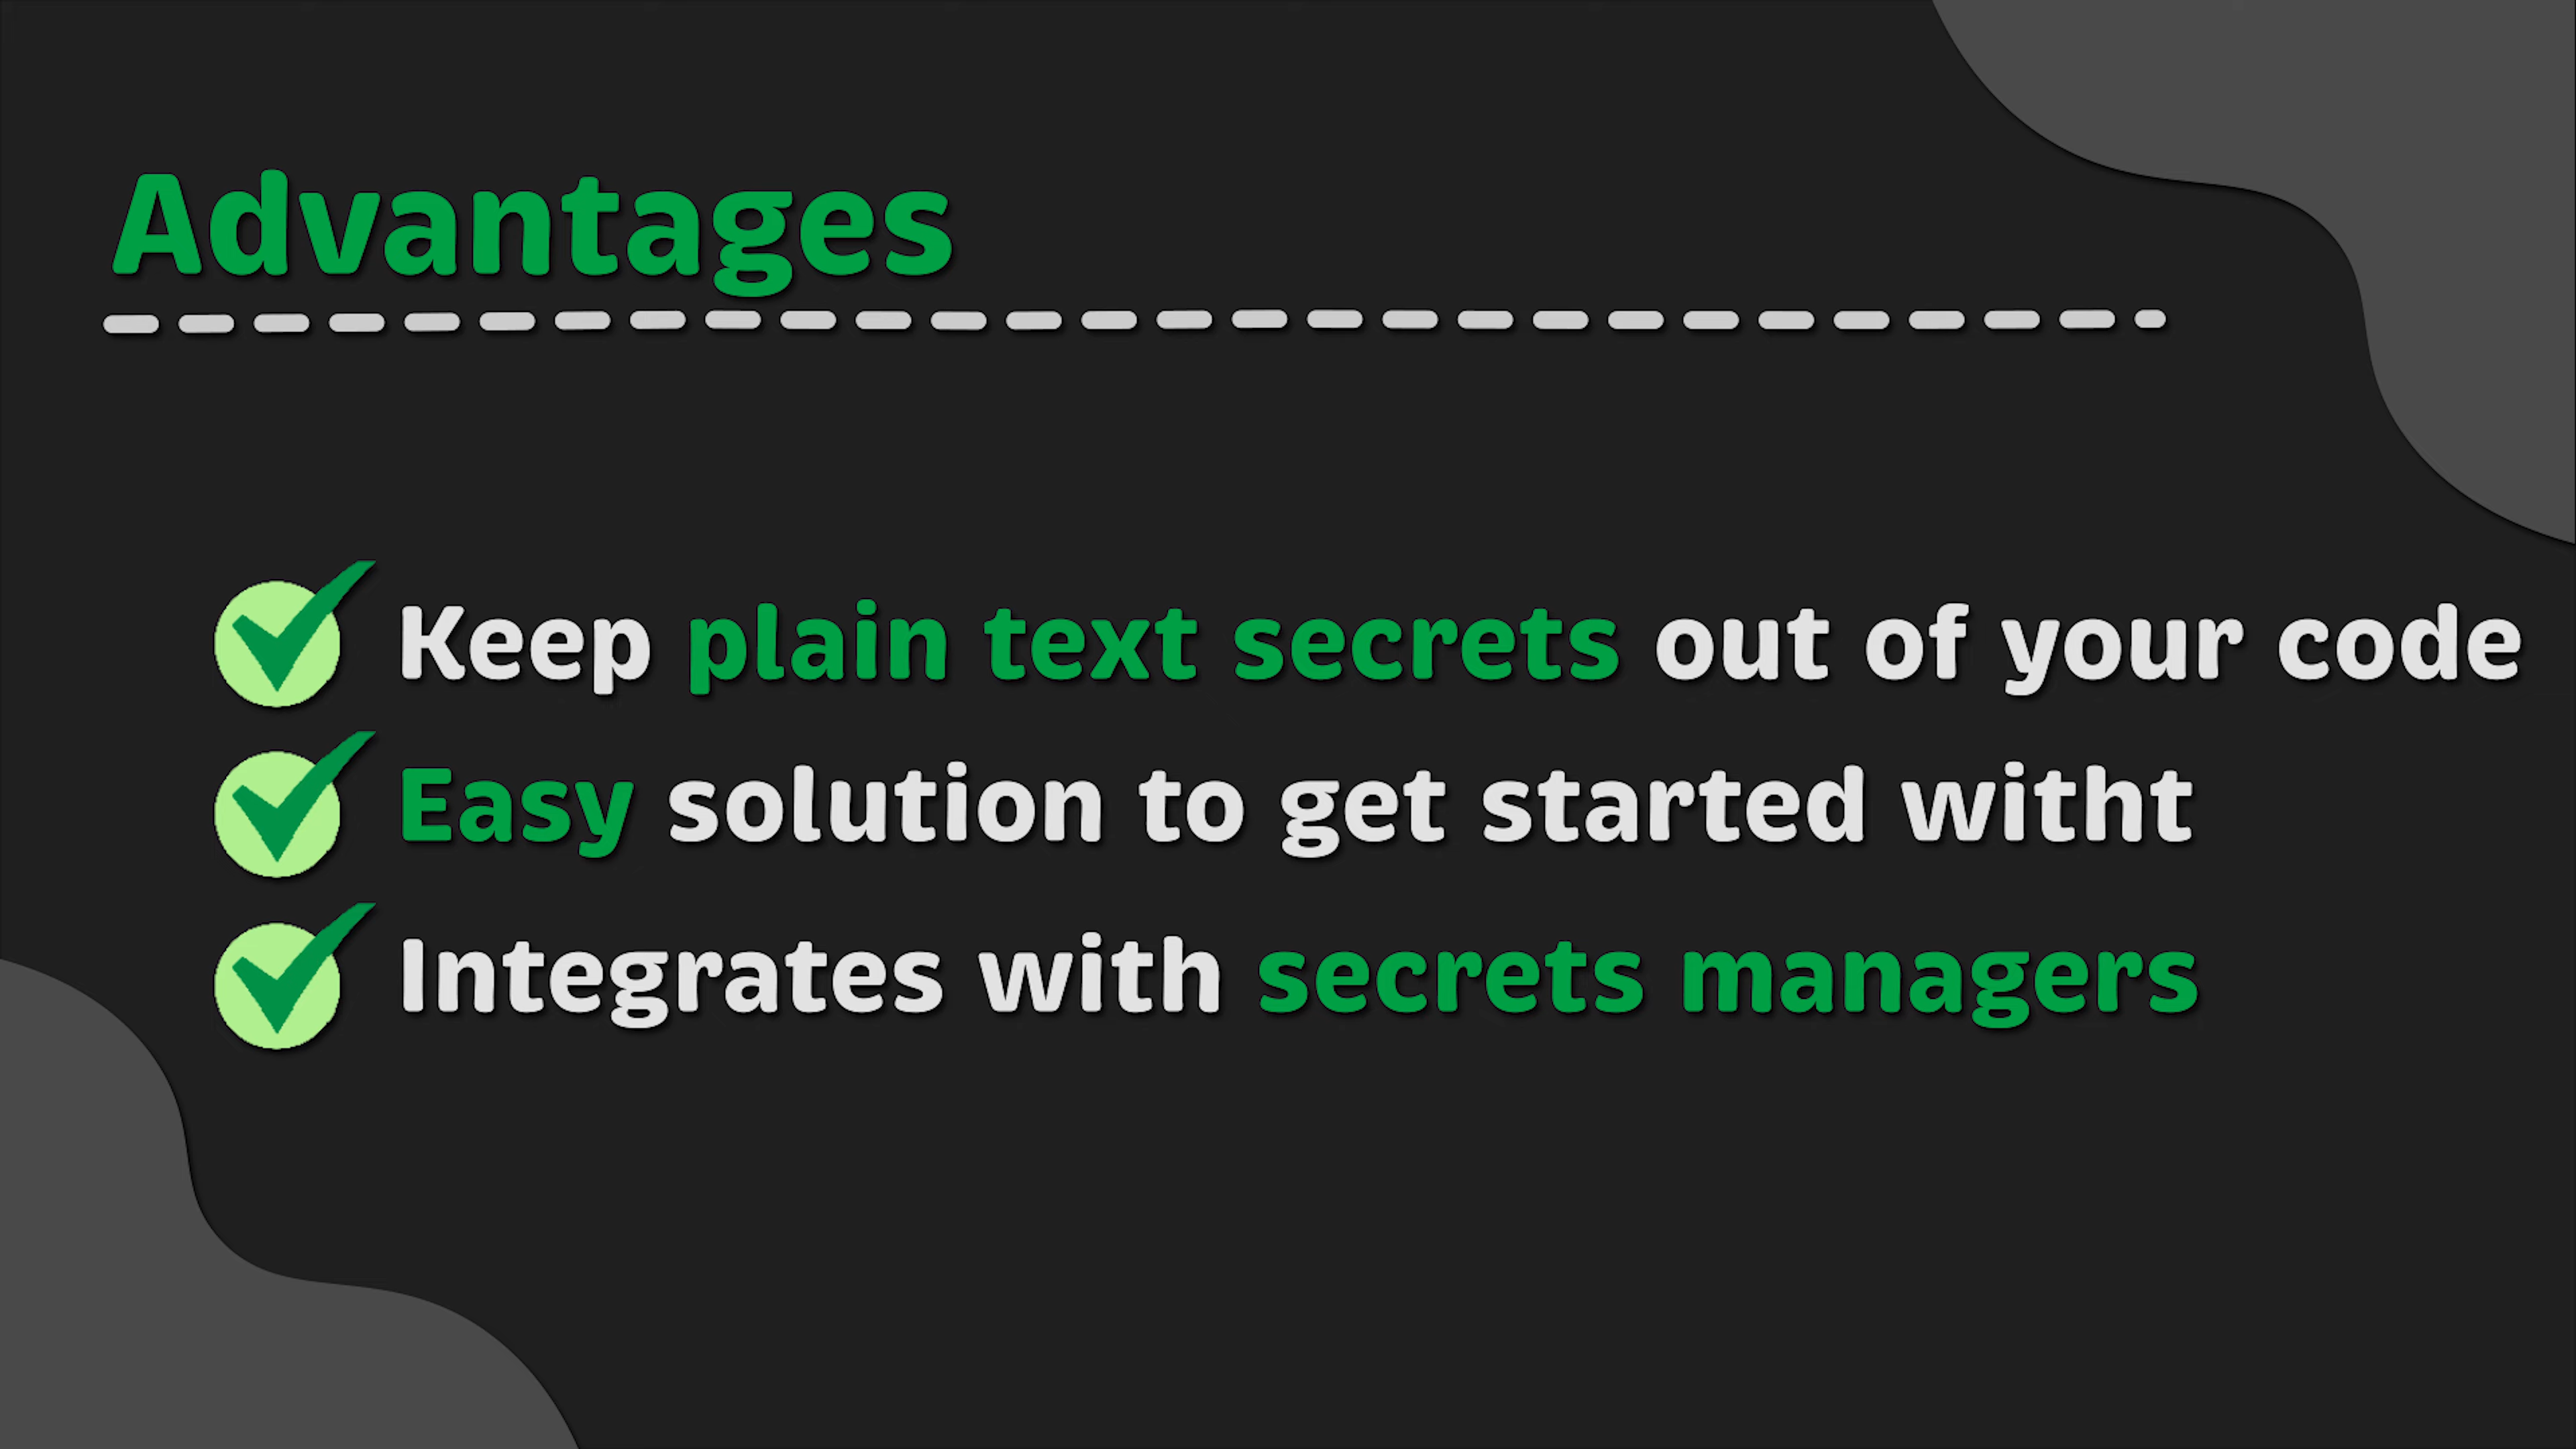 Advantages
Keep plain text secrets out of your code
Easy solution to get started witht
Integrates with secrets managers